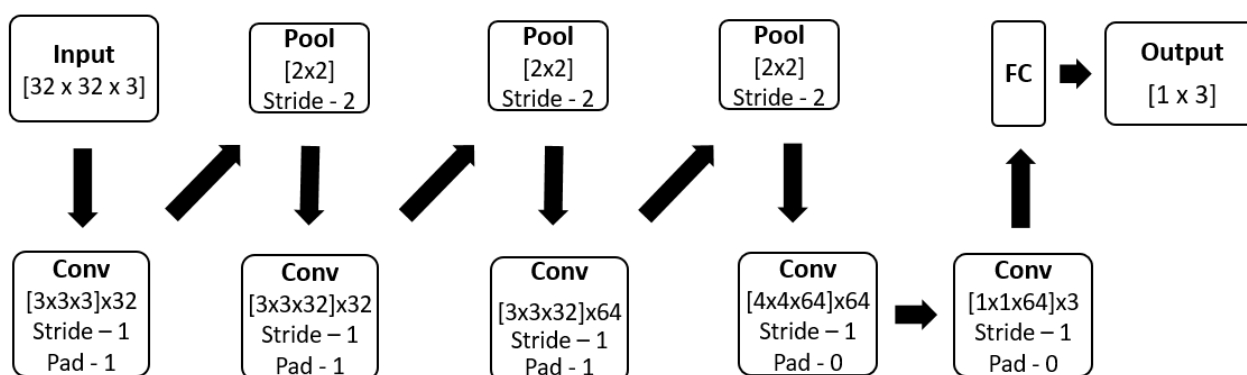 Input
[32 x 32 x 3]
Pool
[2x2]
Stride - 2
Pool
[2x2]
Stride - 2
Pool
[2x2]
Stride - 2
FC
Output
[1 x 3]
Conv
[3x3x3]x32
Stride – 1
Pad - 1
Conv
[3x3x32]x32
Stride – 1
Pad - 1
Conv
[3x3x32]x64
Stride – 1
Pad - 1
Conv
[4x4x64]x64
Stride – 1
Pad - 0
Conv
[1x1x64]x3
Stride – 1
Pad - 0